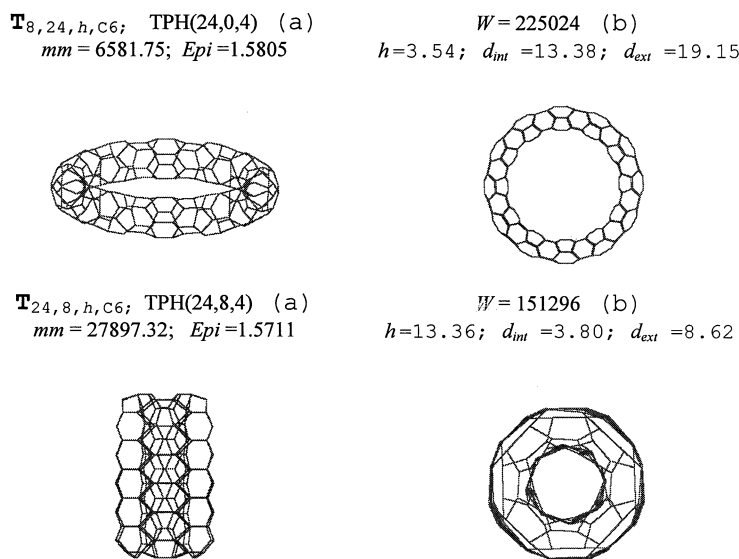 T8,24,h,C6; TPH(24,0,4) (a)
mm = 6581.75; Epi=1.5805
W = 225024 (b)
h=3.54; dint =13.38; dext =19.15
T24,8,h,C6; TPH(24,8,4) (a)
mm = 27897.32; Epi=1.5711
W = 151296 (b)
h=13.36; dint =3.80; dext =8.62